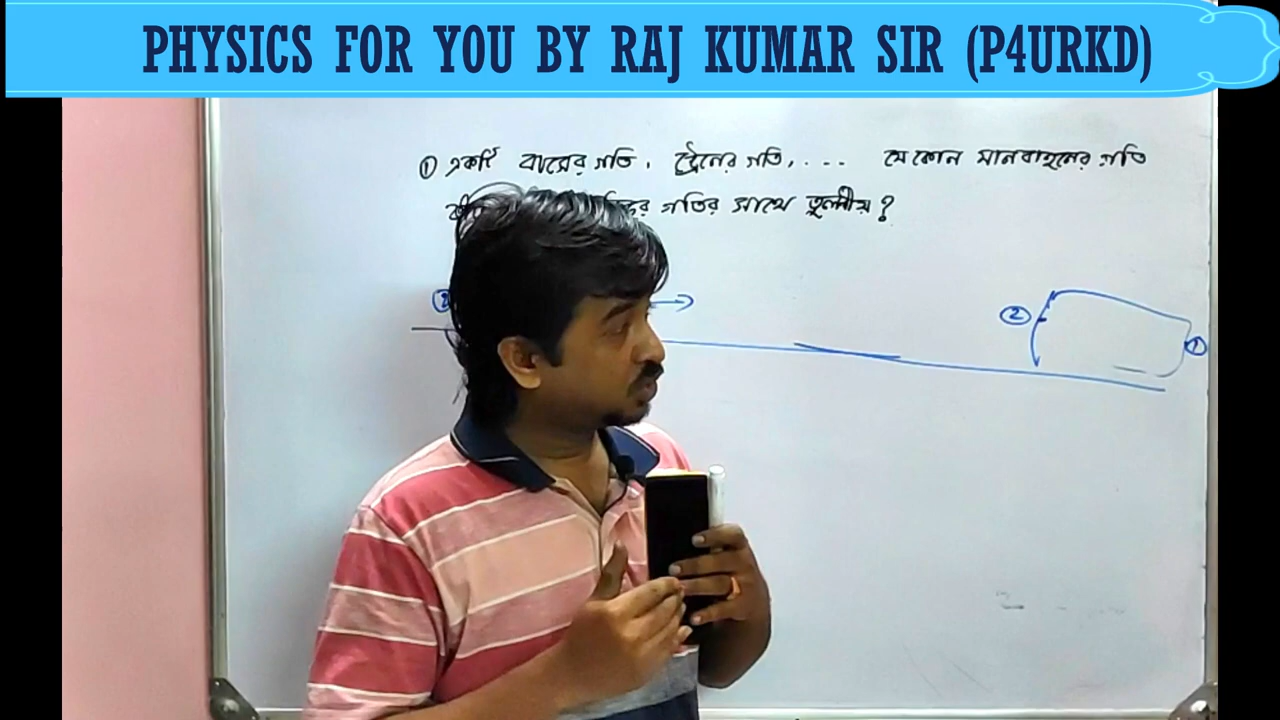 PHYSICS FOR YOU BY RAJ KUMAR SIR (P4URKD)
① একটি বাসের গতি, ট্রেনের গতি, .... যে কোন যানবাহনের গতি
গতির সাথে তুলনীয় ?
②
② ①